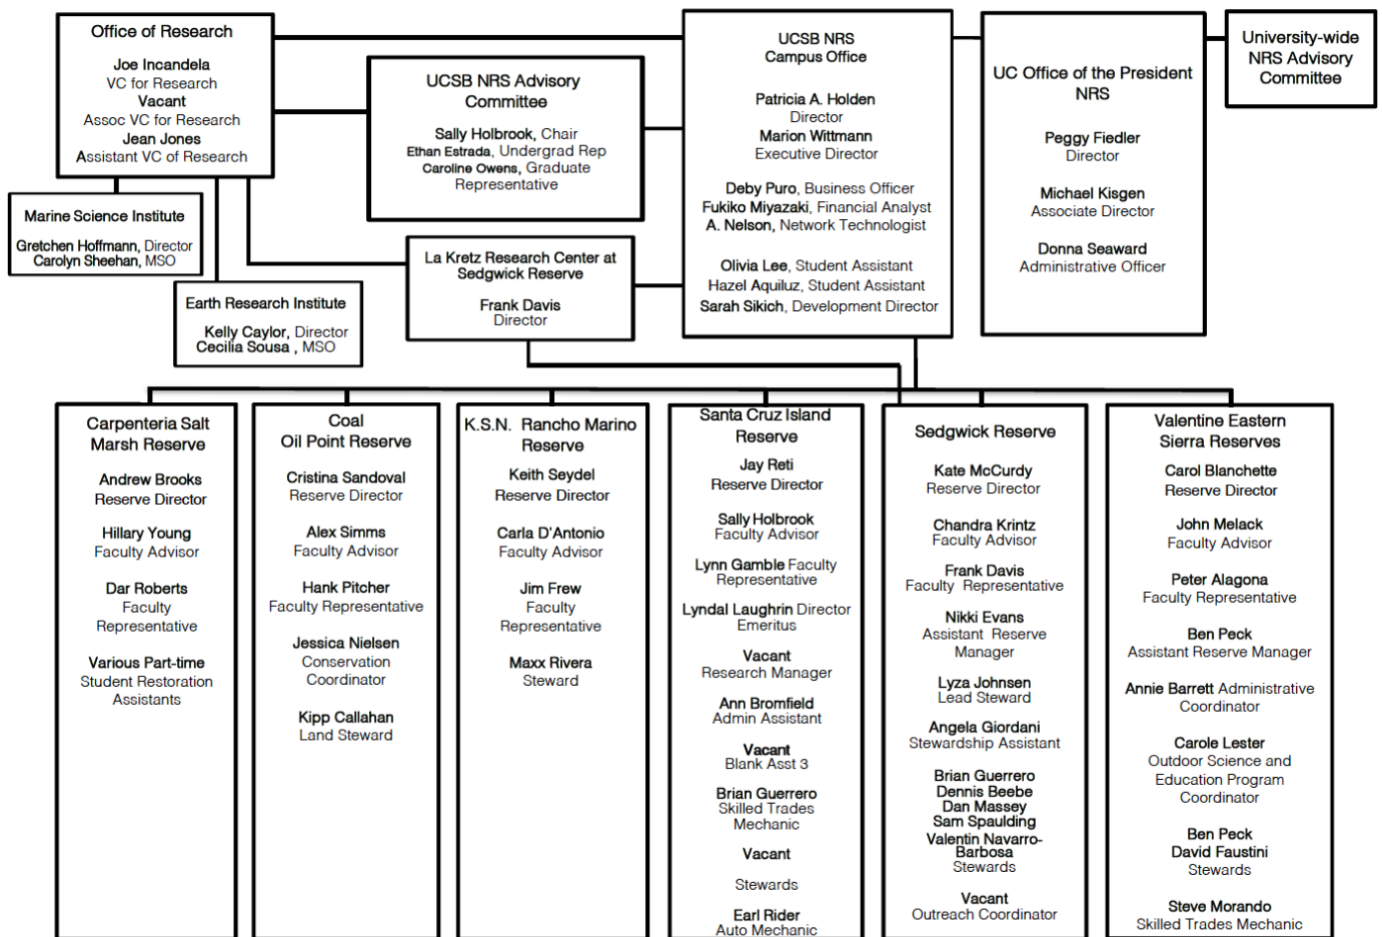 Office of Research
Joe Incandela
VC for Research
Vacant
Assoc VC for Research
Jean Jones
Assistant VC of Research
Marine Science Institute
Gretchen Hoffmann, Director
Carolyn Sheehan, MSO
Earth Research Institute
Kelly Caylor, Director
Cecilia Sousa , MSO
UCSB NRS Advisory
Committee
Sally Holbrook, Chair
Ethan Estrada, Undergrad Rep
Caroline Owens, Graduate
Representative
La Kretz Research Center at
Sedgwick Reserve
Frank Davis
Director
UCSB NRS
Campus Office
Patricia A. Holden
Director
Marion Wittmann
Executive Director
Deby Puro, Business Officer
Fukiko Miyazaki, Financial Analyst
A. Nelson, Network Technologist
Olivia Lee, Student Assistant
Hazel Aquiluz, Student Assistant
Sarah Sikich, Development Director
UC Office of the President
NRS
Peggy Fiedler
Director
Michael Kisgen
Associate Director
Donna Seaward
Administrative Officer
University-wide
NRS Advisory
Committee
Carpenteria Salt
Marsh Reserve
Andrew Brooks
Reserve Director
Hillary Young
Faculty Advisor
Dar Roberts
Faculty
Representative
Various Part-time
Student Restoration
Assistants
Coal
Oil Point Reserve
Cristina Sandoval
Reserve Director
Alex Simms
Faculty Advisor
Hank Pitcher
Faculty Representative
Jessica Nielsen
Conservation
Coordinator
Kipp Callahan
Land Steward
K.S.N. Rancho Marino
Reserve
Keith Seydel
Reserve Director
Carla D'Antonio
Faculty Advisor
Jim Frew
Faculty
Representative
Maxx Rivera
Steward
Santa Cruz Island
Reserve
Jay Reti
Reserve Director
Sally Holbrook
Faculty Advisor
Lynn Gamble Faculty
Representative
Lyndal Laughrin Director
Emeritus
Vacant
Research Manager
Ann Bromfield
Admin Assistant
Vacant
Blank Asst 3
Brian Guerrero
Skilled Trades
Mechanic
Vacant
Stewards
Earl Rider
Auto Mechanic
Sedgwick Reserve
Kate McCurdy
Reserve Director
Chandra Krintz
Faculty Advisor
Frank Davis
Faculty Representative
Nikki Evans
Assistant Reserve
Manager
Lyza Johnsen
Lead Steward
Angela Giordani
Stewardship Assistant
Brian Guerrero
Dennis Beebe
Dan Massey
Sam Spaulding
Valentin Navarro-
Barbosa
Stewards
Vacant
Outreach Coordinator
Valentine Eastern
Sierra Reserves
Carol Blanchette
Reserve Director
John Melack
Faculty Advisor
Peter Alagona
Faculty Representative
Ben Peck
Assistant Reserve Manager
Annie Barrett Administrative
Coordinator
Carole Lester
Outdoor Science and
Education Program
Coordinator
Ben Peck
David Faustini
Stewards
Steve Morando
Skilled Trades Mechanic